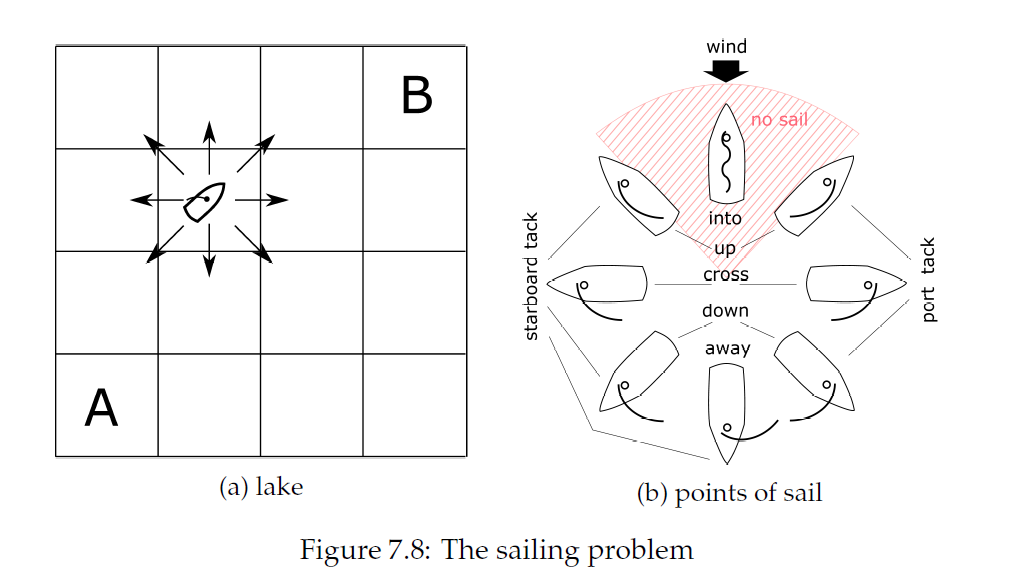 B
A
(a) lake
wind
no sail
into
up
cross
down
away
starboard tack
port tack
(b) points of sail
Figure 7.8: The sailing problem